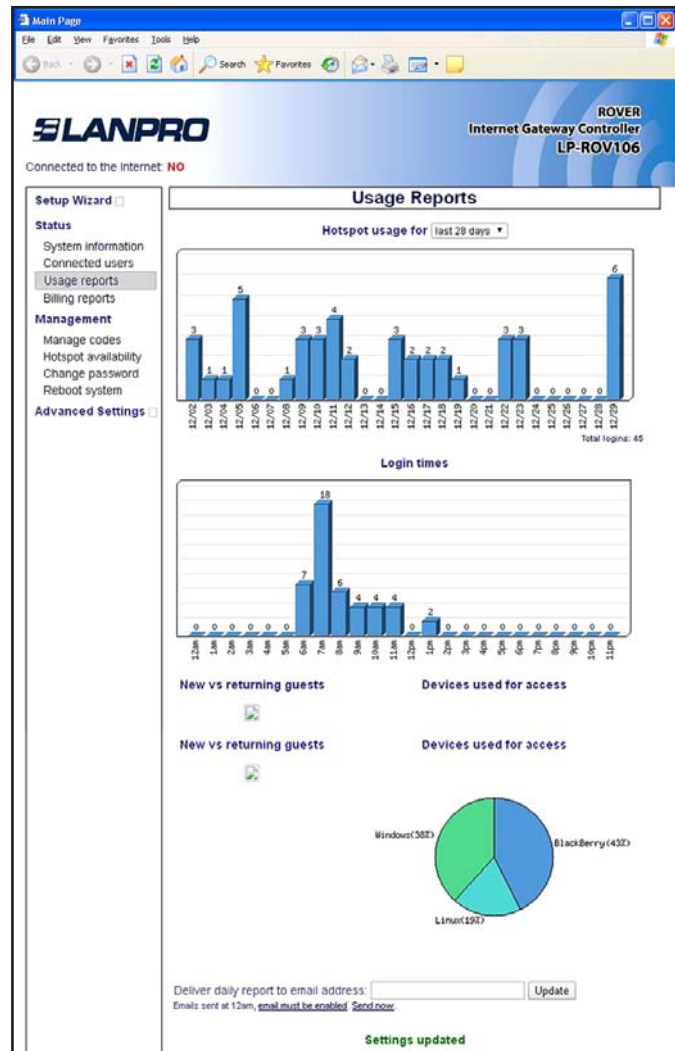 Main Page
File Edit View Favorites Tools Help
Back Search Favorites
LANPRO
ROVER
Internet Gateway Controller
LP-ROV106
Connected to the Internet: NO
Setup Wizard
Status
System information
Connected users
Usage reports
Billing reports
Management
Manage codes
Hotspot availability
Change password
Reboot system
Advanced Settings
Usage Reports
Hotspot usage for last 28 days
3 1 1 5 0 0 1 3 3 4 2 0 0 3 2 2 2 1 0 0 3 3 0 0 0 0 0 6
12/02 12/03 12/04 12/05 12/06 12/07 12/08 12/09 12/10 12/11 12/12 12/13 12/14 12/15 12/16 12/17 12/18 12/19 12/20 12/21 12/22 12/23 12/24 12/25 12/26 12/27 12/28 12/29
Total logins: 45
Login times
0 0 0 0 0 0 7 18 6 4 4 4 0 2 0 0 0 0 0 0 0 0 0 0
12am 1am 2am 3am 4am 5am 6am 7am 8am 9am 10am 11am 12pm 1pm 2pm 3pm 4pm 5pm 6pm 7pm 8pm 9pm 10pm 11pm
New vs returning guests
Devices used for access
New vs returning guests
Devices used for access
Windows(38%)
BlackBerry(43%)
Linux(19%)
Deliver daily report to email address: Update
Emails sent at 12am, email must be enabled. Send now.
Settings updated